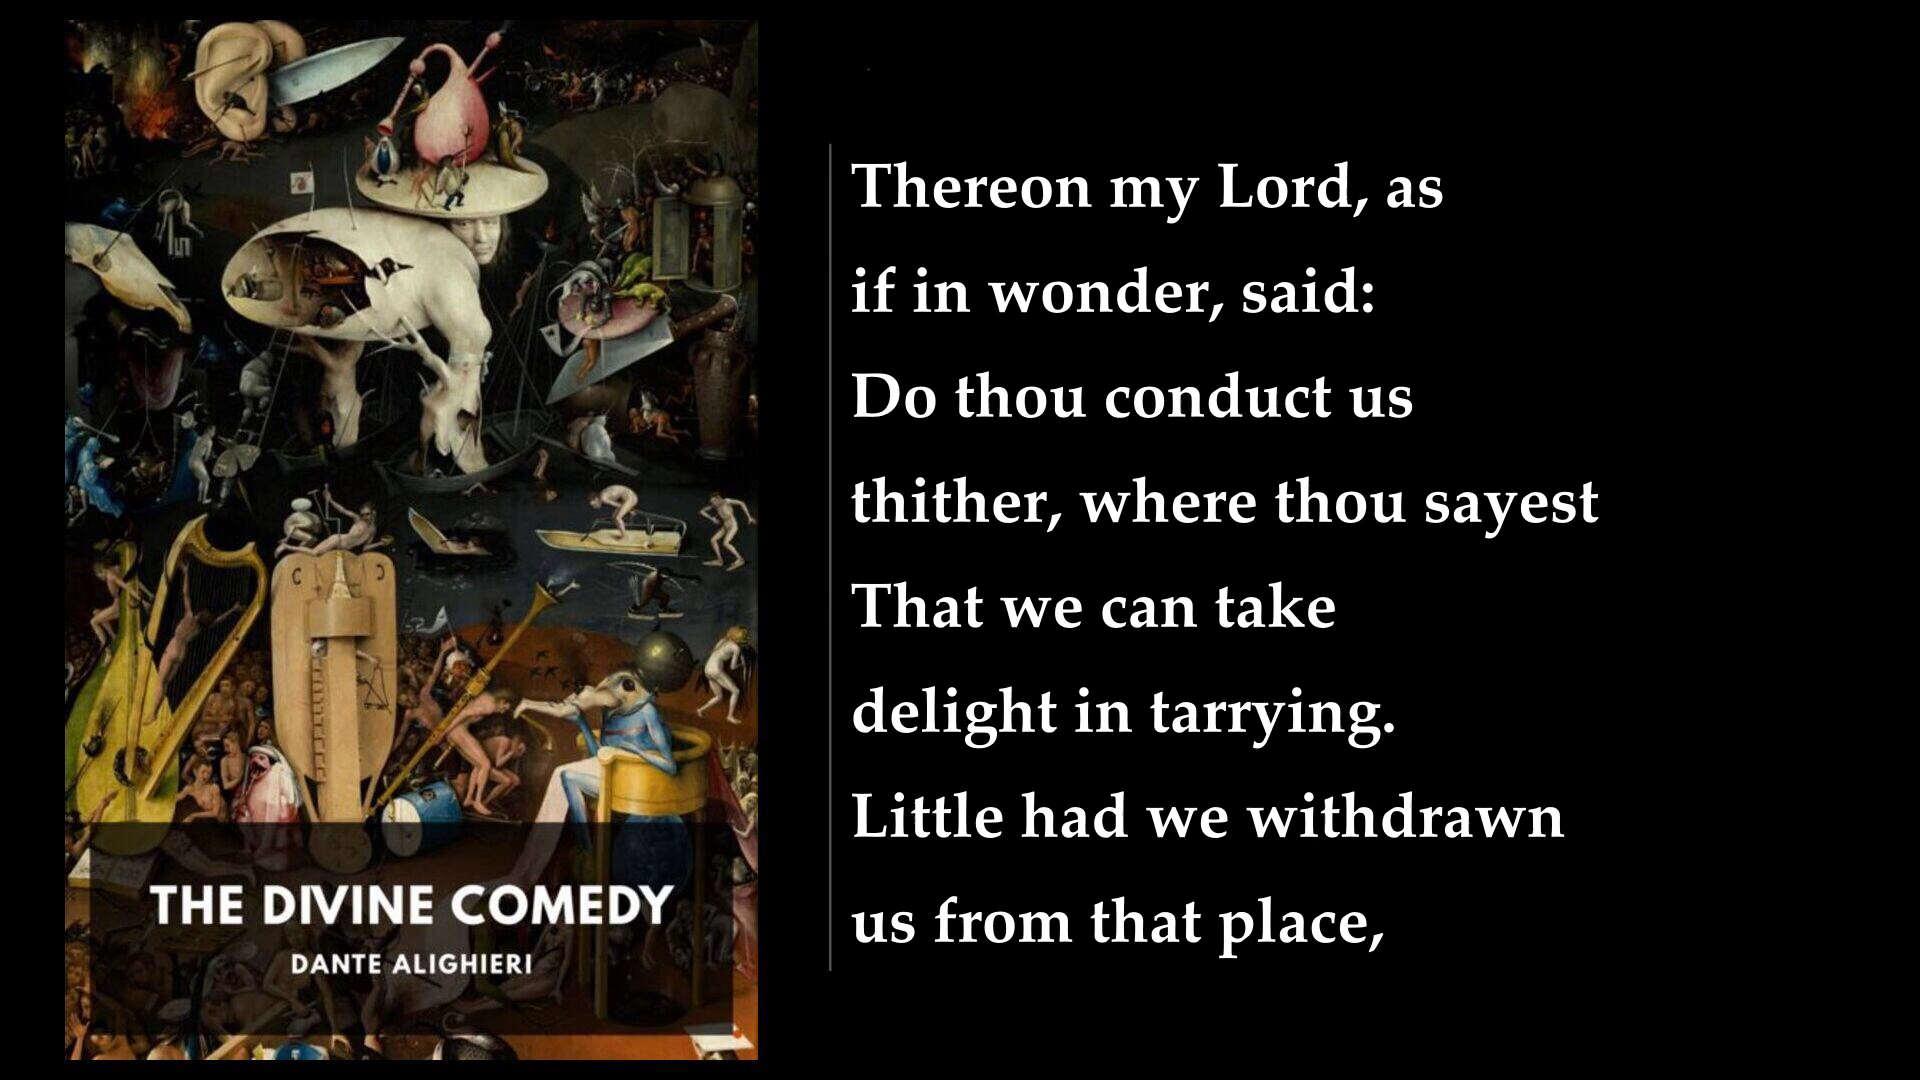 THE DIVINE COMEDY
DANTE ALIGHIERI
Thereon my Lord, as
if in wonder, said:
Do thou conduct us
thither, where thou sayest
That we can take
delight in tarrying.
Little had we withdrawn
us from that place,